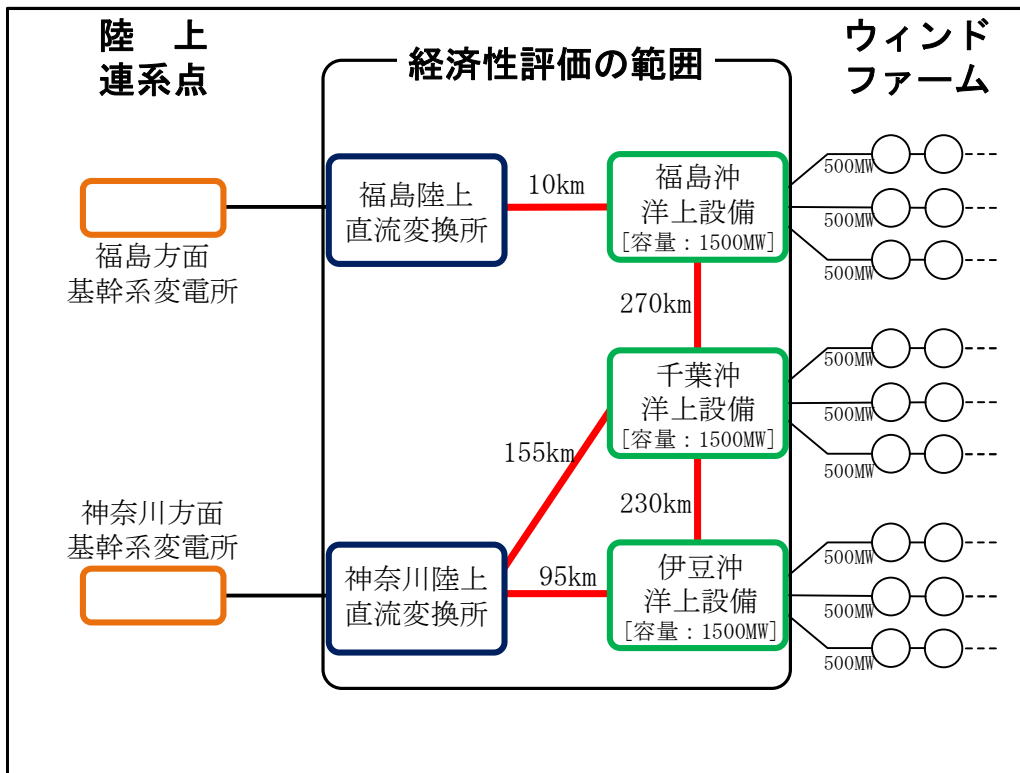 陸　上
連系点
経済性評価の範囲
ウィンド
ファーム
福島方面
基幹系変電所
福島陸上
直流変換所
10km
福島沖
洋上設備
[容量：1500MW]
500MW
500MW
500MW
270km
千葉沖
洋上設備
[容量：1500MW]
500MW
500MW
500MW
155km
230km
神奈川方面
基幹系変電所
神奈川陸上
直流変換所
95km
伊豆沖
洋上設備
[容量：1500MW]
500MW
500MW
500MW